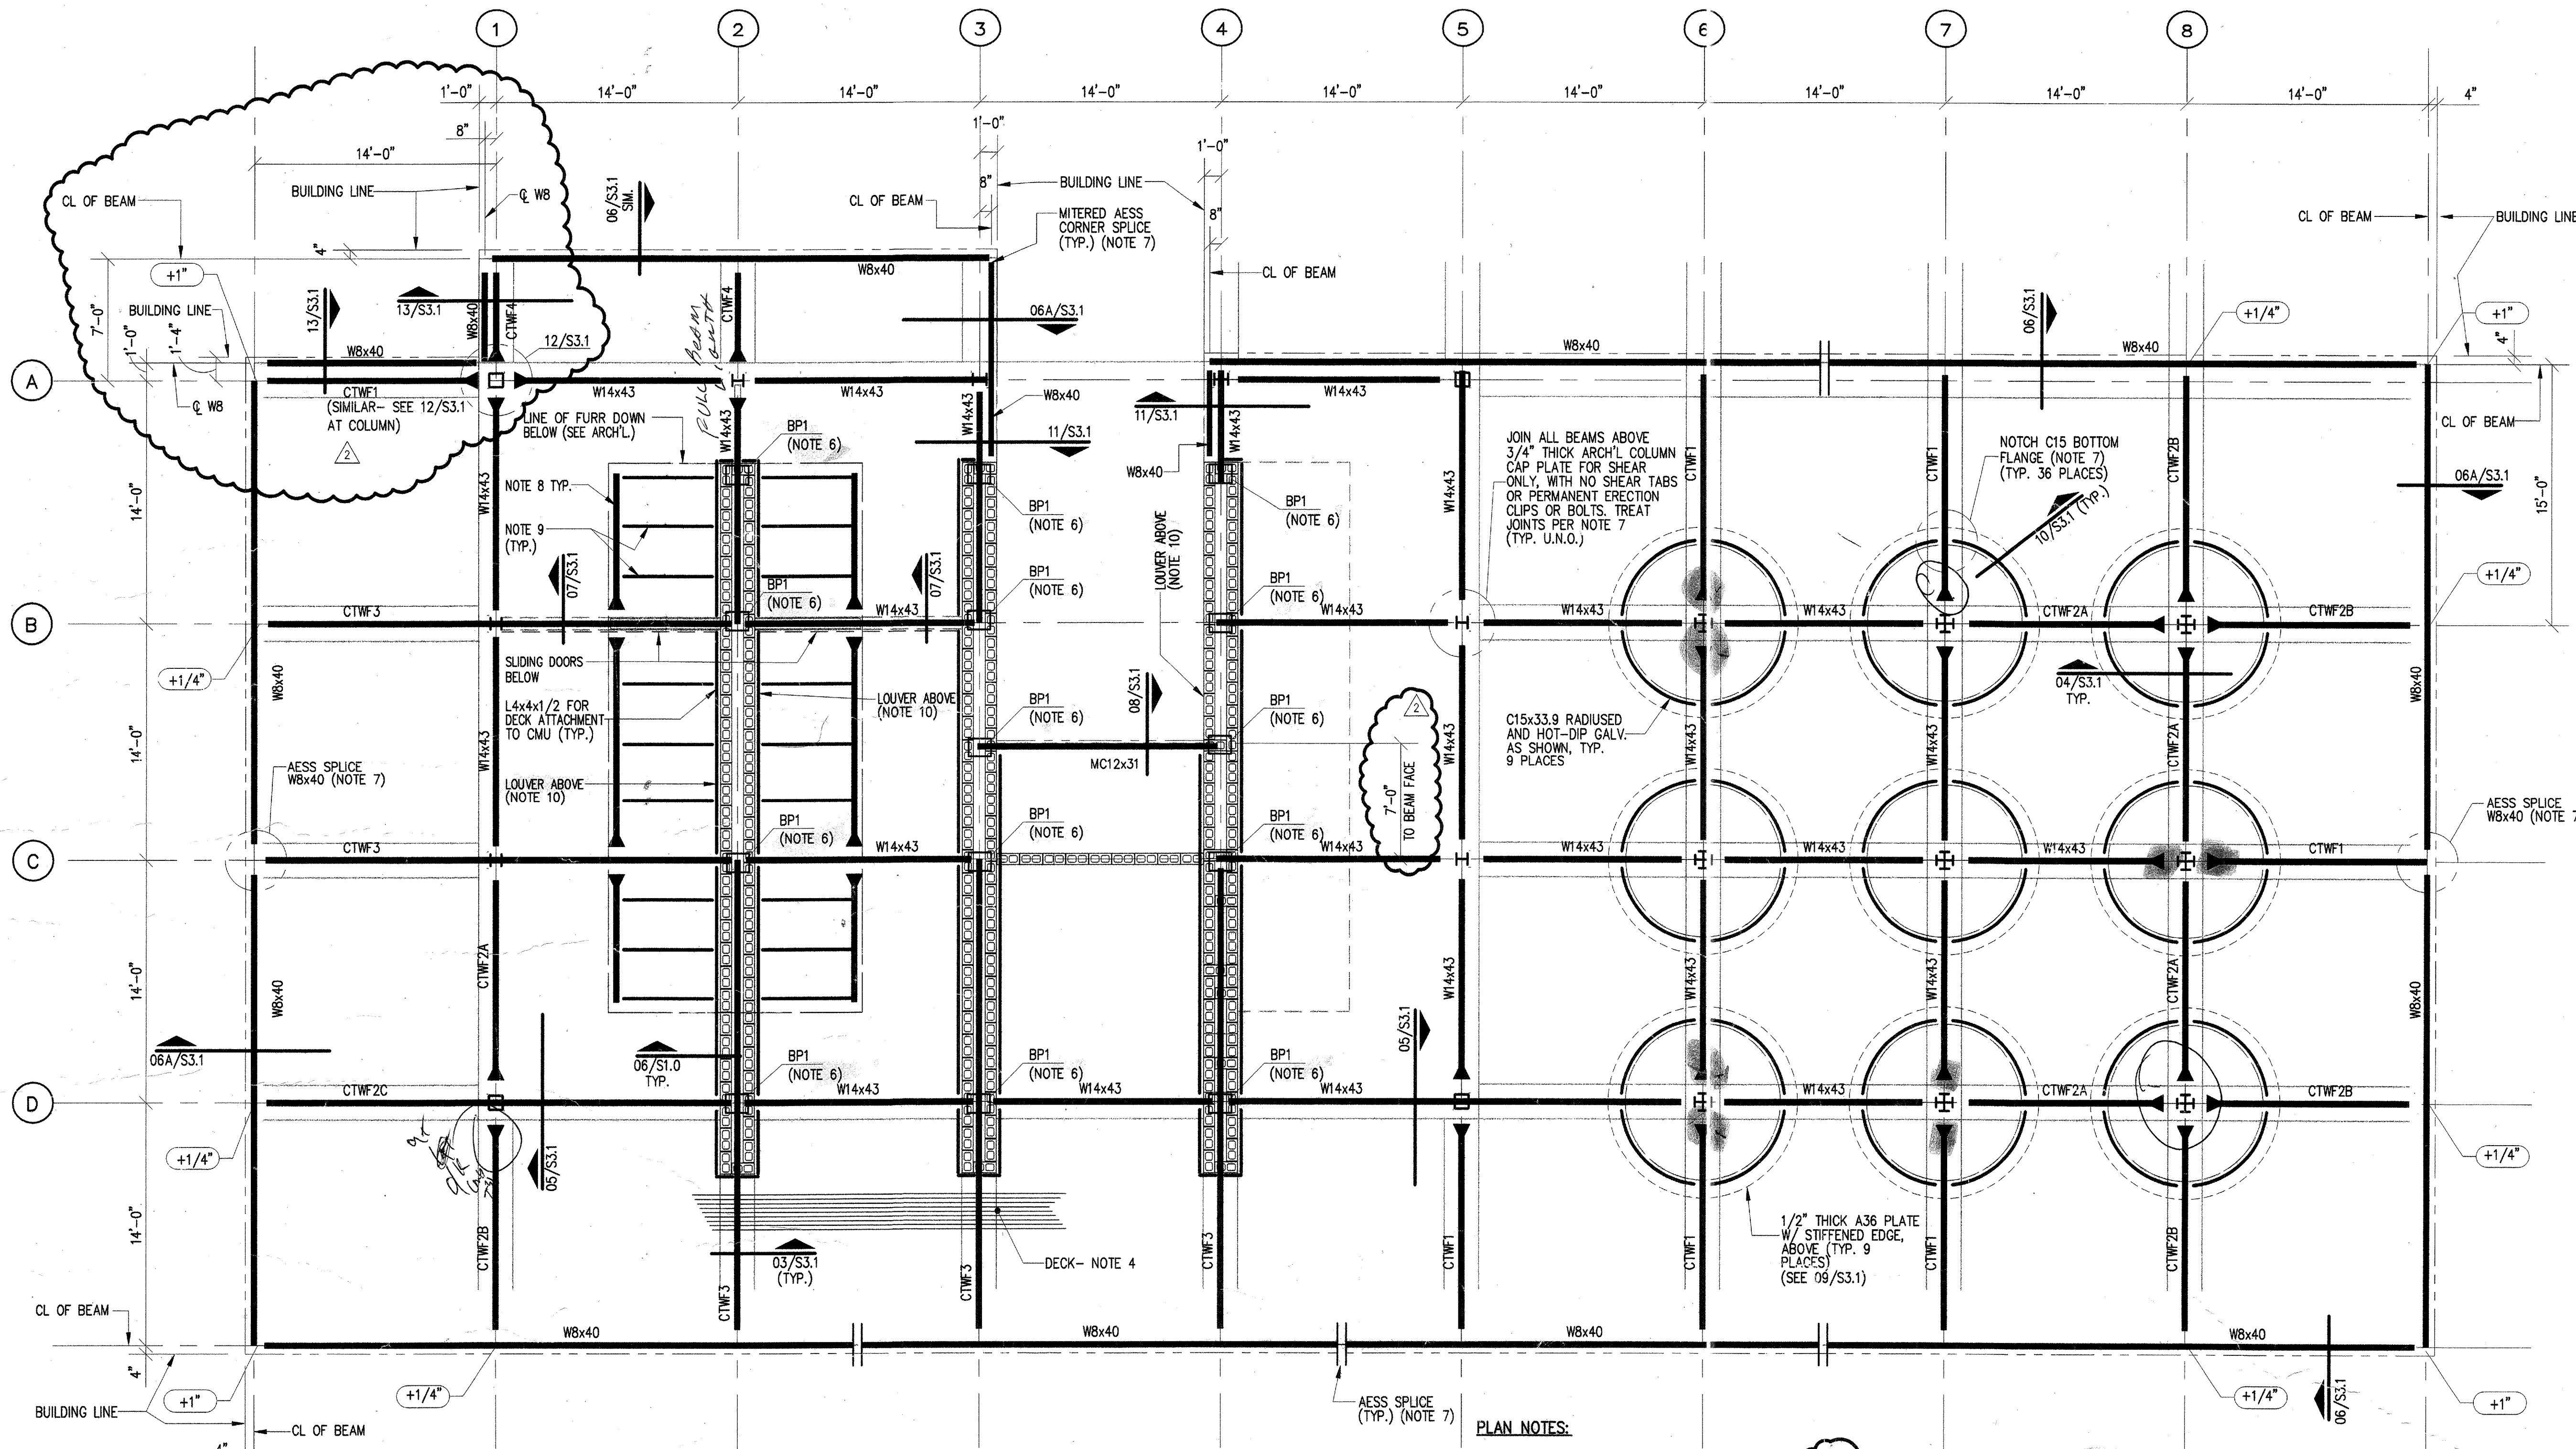 1 2 3 4 5 6 7 8
1'-0" 14'-0" 14'-0" 14'-0" 14'-0" 14'-0" 14'-0" 14'-0" 14'-0" 4"
8"
14'-0"
1'-0"
1'-0"
BUILDING LINE
℄ W8
06/S3.1
SIM.
CL OF BEAM
CL OF BEAM
8"
BUILDING LINE
8"
MITERED AESS
CORNER SPLICE
(TYP.) (NOTE 7)
CL OF BEAM
BUILDING LINE
4"
+1"
7'-0"
BUILDING LINE
1'-0"
1'-4"
13/S3.1
13/S3.1
W8x40
CTWF4
W8x40
CTWF4
FULL BEAM
06A/S3.1
CL OF BEAM
06/S3.1
+1/4"
+1"
4"
W8x40
12/S3.1
W8x40
W8x40
A
CTWF1
(SIMILAR- SEE 12/S3.1
AT COLUMN)
℄ W8
2
W14x43
W14x43
W14x43
W8x40
11/S3.1
W14x43
CL OF BEAM
LINE OF FURR DOWN
BELOW (SEE ARCH'L.)
W14x43
BP1
(NOTE 6)
11/S3.1
W8x40
JOIN ALL BEAMS ABOVE
3/4" THICK ARCH'L COLUMN
CAP PLATE FOR SHEAR
ONLY, WITH NO SHEAR TABS
OR PERMANENT ERECTION
CLIPS OR BOLTS. TREAT
JOINTS PER NOTE 7
(TYP. U.N.O.)
CTWF1
CTWF1
NOTCH C15 BOTTOM
FLANGE (NOTE 7)
(TYP. 36 PLACES)
10/S3.1 (TYP.)
CTWF2B
06A/S3.1
15'-0"
14'-0"
W14x43
NOTE 8 TYP.
NOTE 9
(TYP.)
BP1
(NOTE 6)
BP1
(NOTE 6)
LOUVER ABOVE
(NOTE 10)
W14x43
07/S3.1
BP1
(NOTE 6)
07/S3.1
BP1
(NOTE 6)
BP1
(NOTE 6)
+1/4"
B
CTWF3
W14x43
W14x43
W14x43
W14x43
CTWF2A
CTWF2B
+1/4"
W8x40
SLIDING DOORS
BELOW
L4x4x1/2 FOR
DECK ATTACHMENT
TO CMU (TYP.)
LOUVER ABOVE
(NOTE 10)
BP1
(NOTE 6)
08/S3.1
BP1
(NOTE 6)
2
C15x33.9 RADIUSED
AND HOT-DIP GALV.
AS SHOWN, TYP.
9 PLACES
04/S3.1
TYP.
W8x40
14'-0"
W14x43
W14x43
W14x43
W14x43
CTWF2A
AESS SPLICE
W8x40 (NOTE 7)
LOUVER ABOVE
(NOTE 10)
MC12x31
7'-0"
TO BEAM FACE
BP1
(NOTE 6)
BP1
(NOTE 6)
BP1
(NOTE 6)
AESS SPLICE
W8x40 (NOTE 7
C
CTWF3
W14x43
W14x43
W14x43
W14x43
W14x43
CTWF1
14'-0"
W8x40
CTWF2A
W14x43
W14x43
W14x43
CTWF2A
W8x40
06A/S3.1
06/S1.0
TYP.
BP1
(NOTE 6)
BP1
(NOTE 6)
BP1
(NOTE 6)
05/S3.1
D
CTWF2C
W14x43
W14x43
W14x43
W14x43
CTWF2A
CTWF2B
+1/4"
05/S3.1
+1/4"
14'-0"
CTWF2B
03/S3.1
(TYP.)
CTWF3
CTWF3
DECK- NOTE 4
CTWF3
CTWF1
CTWF1
1/2" THICK A36 PLATE
W/ STIFFENED EDGE,
ABOVE (TYP. 9
PLACES)
(SEE 09/S3.1)
CTWF1
CTWF2B
CL OF BEAM
W8x40
W8x40
W8x40
W8x40
4"
+1"
+1/4"
+1/4"
06/S3.1
+1"
BUILDING LINE
CL OF BEAM
4"
AESS SPLICE
(TYP.) (NOTE 7)
PLAN NOTES: